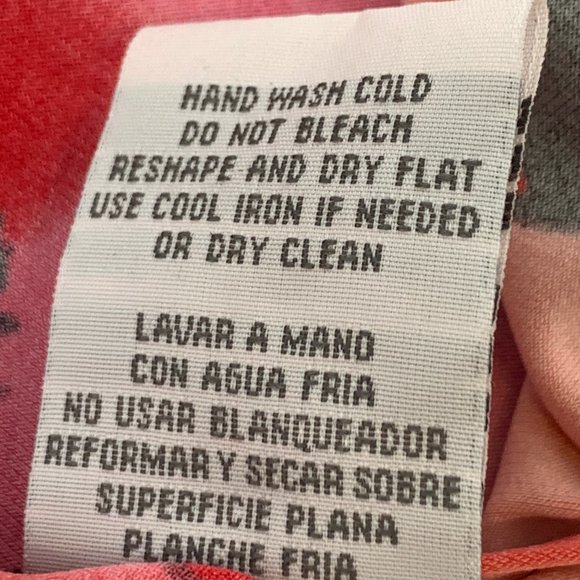 HAND WASH COLD
DO NOT BLEACH
RESHAPE AND DRY FLAT
USE COOL IRON IF NEEDED
OR DRY CLEAN
LAVAR A MANO
CON AGUA FRIA
NO USAR BLANQUEADOR
REFORMAR Y SECAR SOBRE
SUPERFICIE PLANA
PLANCHE FRIA